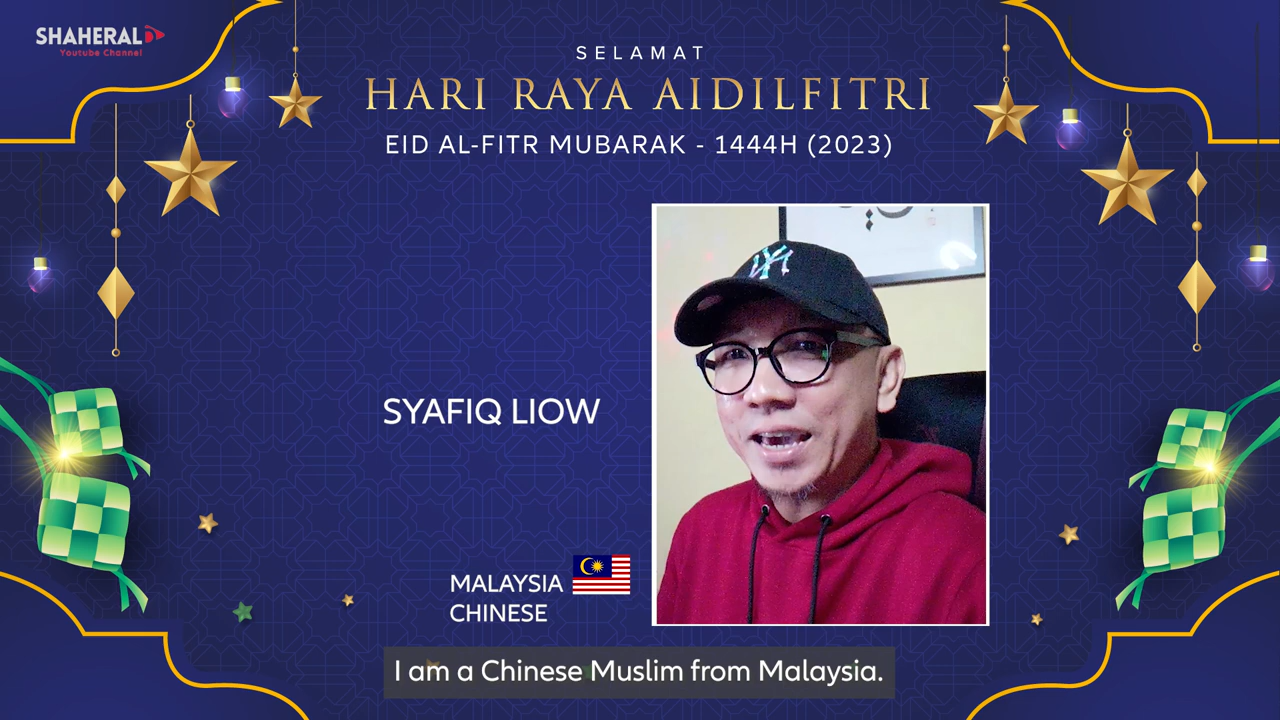 SHAHERAL
Youtube Channel
SELAMAT
HARI RAYA AIDILFITRI
EID AL-FITR MUBARAK - 1444H (2023)
NY
SYAFIQ LIOW
MALAYSIA
CHINESE
I am a Chinese Muslim from Malaysia.